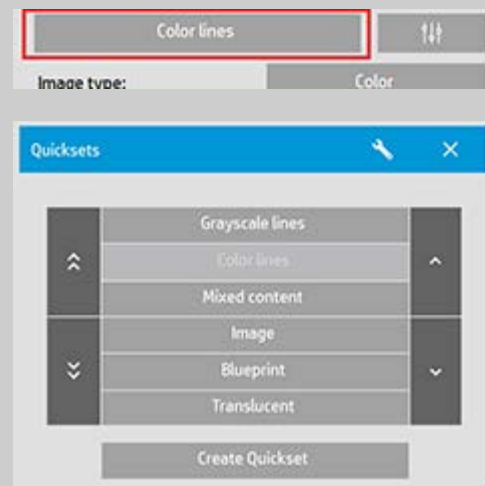 Color lines
Image type:
Color
Quicksets
Grayscale lines
Color lines
Mixed content
Image
Blueprint
Translucent
Create Quickset